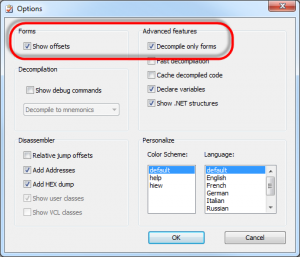 Options
Forms
Show offsets
Advanced features
Decompile only forms
Fast decompilation
Cache decompiled code
Declare variables
Show .NET structures
Decompilation
Show debug commands
Decompile to mnemonics
Disassembler
Relative jump offsets
Add Addresses
Add HEX dump
Show user classes
Show VCL classes
Personalize
Color Scheme:
default
help
hiew
Language:
default
English
French
German
Italian
Russian
OK
Cancel